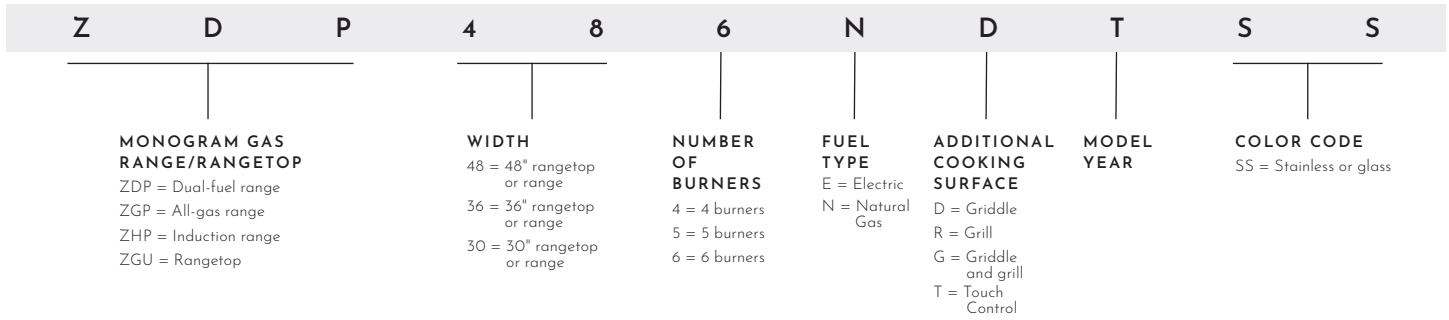 Z D P 4 8 6 N D T S S
MONOGRAM GAS
RANGE/RANGETOP
ZDP = Dual-fuel range
ZGP = All-gas range
ZHP = Induction range
ZGU = Rangetop
WIDTH
48 = 48" rangetop
or range
36 = 36" rangetop
or range
30 = 30" rangetop
or range
NUMBER
OF
BURNERS
4 = 4 burners
5 = 5 burners
6 = 6 burners
FUEL
TYPE
E = Electric
N = Natural
Gas
ADDITIONAL
COOKING
SURFACE
D = Griddle
R = Grill
G = Griddle
and grill
T = Touch
Control
MODEL
YEAR
COLOR CODE
SS = Stainless or glass